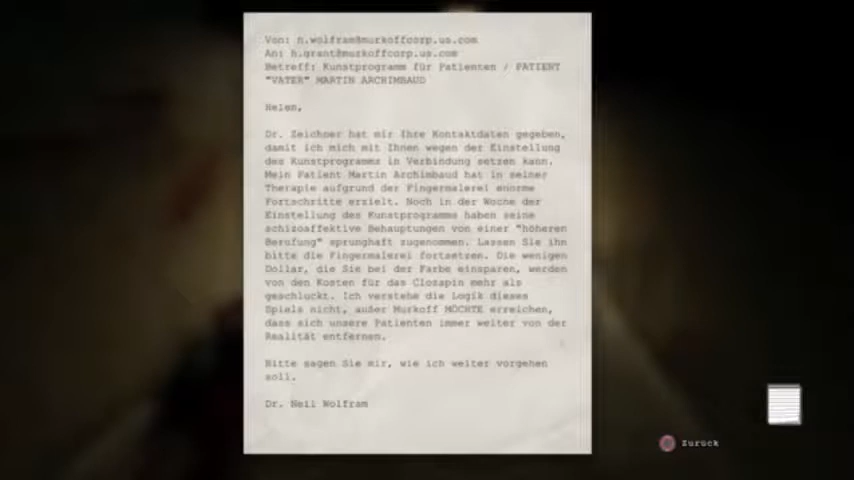 Von: n.wolfram@murkoffcorp.us.com
An: h.grant@murkoffcorp.us.com
Betreff: Kunstprogramm für Patienten / PATIENT
"VATER" MARTIN ARCHIMBAUD
Helen,
Dr. Zeichner hat mir Ihre Kontaktdaten gegeben,
damit ich mich mit Ihnen wegen der Einstellung
des Kunstprogramms in Verbindung setzen kann.
Mein Patient Martin Archimbaud hat in seiner
Therapie aufgrund der Fingermalerei enorme
Fortschritte erzielt. Noch in der Woche der
Einstellung des Kunstprogramms haben seine
schizoaffektive Behauptungen von einer "höheren
Berufung" sprunghaft zugenommen. Lassen Sie ihn
bitte die Fingermalerei fortsetzen. Die wenigen
Dollar, die Sie bei der Farbe einsparen, werden
von den Kosten für das Clozapin mehr als
geschluckt. Ich verstehe die Logik dieses
Spiels nicht, außer Murkoff MÖCHTE erreichen,
dass sich unsere Patienten immer weiter von der
Realität entfernen.
Bitte sagen Sie mir, wie ich weiter vorgehen
soll.
Dr. Neil Wolfram
Zurück